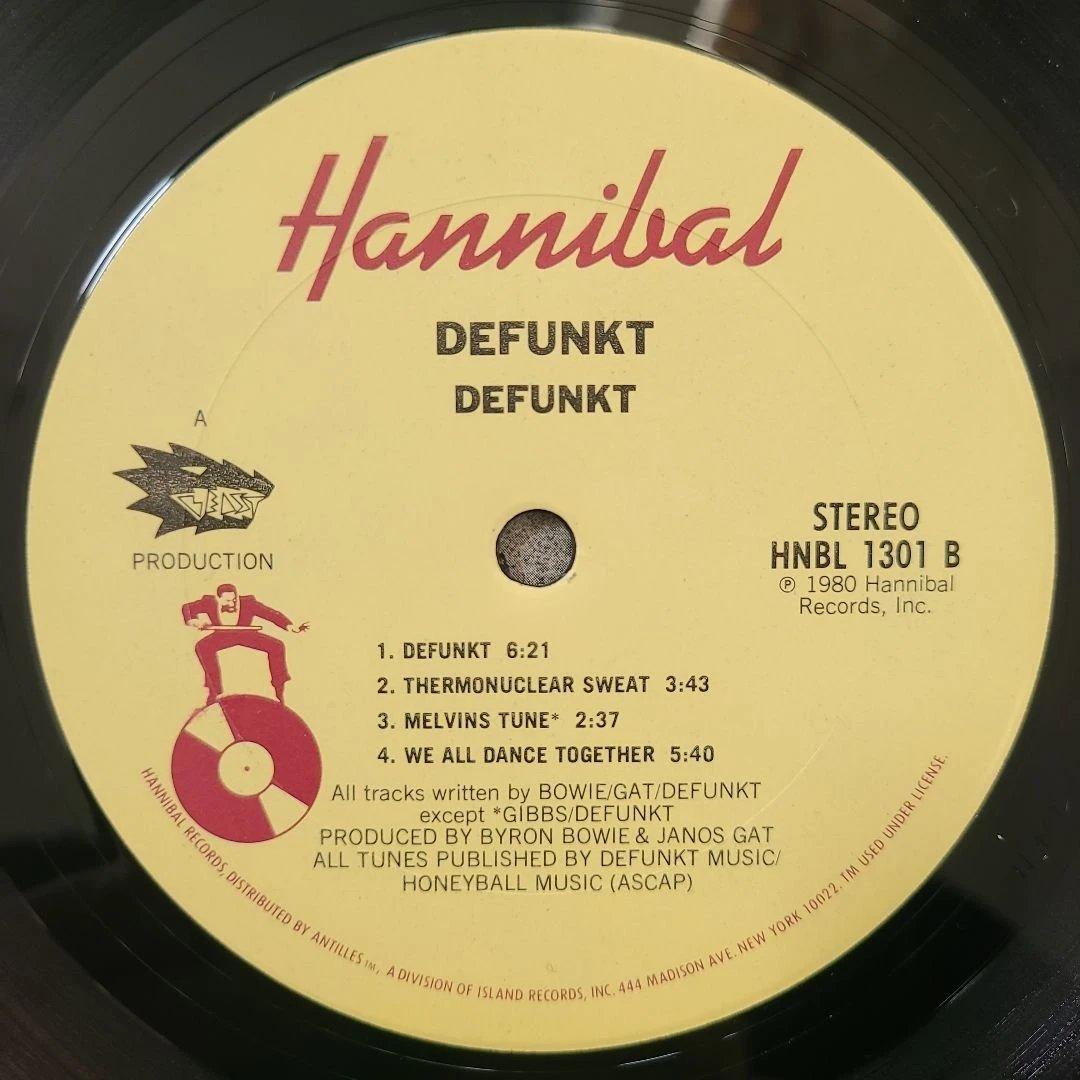 Hannibal
DEFUNKT
DEFUNKT
A
BEAST
PRODUCTION
STEREO
HNBL 1301 B
℗ 1980 Hannibal
Records, Inc.
1. DEFUNKT 6:21
2. THERMONUCLEAR SWEAT 3:43
3. MELVINS TUNE* 2:37
4. WE ALL DANCE TOGETHER 5:40
All tracks written by BOWIE/GAT/DEFUNKT
except *GIBBS/DEFUNKT
PRODUCED BY BYRON BOWIE & JANOS GAT
ALL TUNES PUBLISHED BY DEFUNKT MUSIC/
HONEYBALL MUSIC (ASCAP)
HANNIBAL RECORDS, DISTRIBUTED BY ANTILLES™, A DIVISION OF ISLAND RECORDS, INC. 444 MADISON AVE. NEW YORK 10022. TM USED UNDER LICENSE.